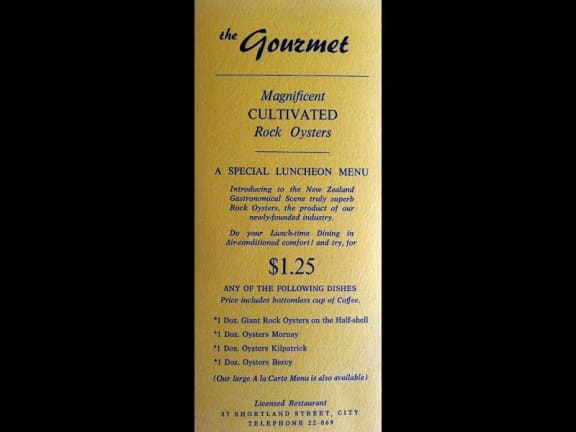 the Gourmet
Magnificent
CULTIVATED
Rock Oysters
A SPECIAL LUNCHEON MENU
Introducing to the New Zealand
Gastronomical Scene truly superb
Rock Oysters, the product of our
newly-founded industry.
Do your Lunch-time Dining in
Air-conditioned comfort! and try, for
$1.25
ANY OF THE FOLLOWING DISHES
Price includes bottomless cup of Coffee.
*1 Doz. Giant Rock Oysters on the Half-shell
*1 Doz. Oysters Mornay
*1 Doz. Oysters Kilpatrick
*1 Doz. Oysters Bercy
(Our large A la Carte Menu is also available)
Licensed Restaurant
87 SHORTLAND STREET, CITY
TELEPHONE 22-069